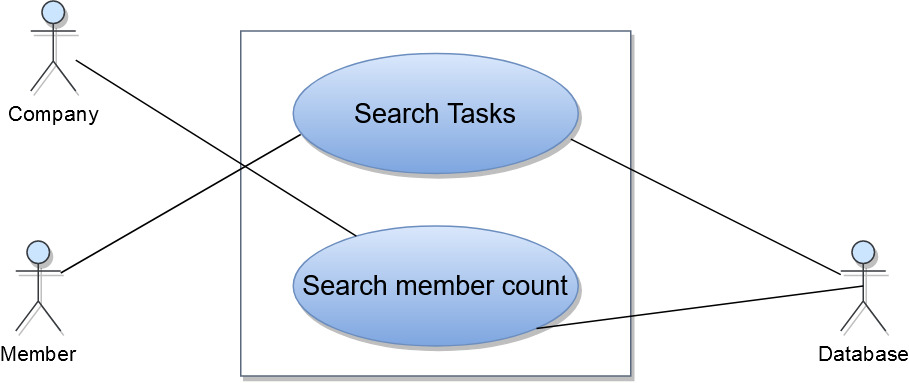 Company
Search Tasks
Search member count
Member
Database